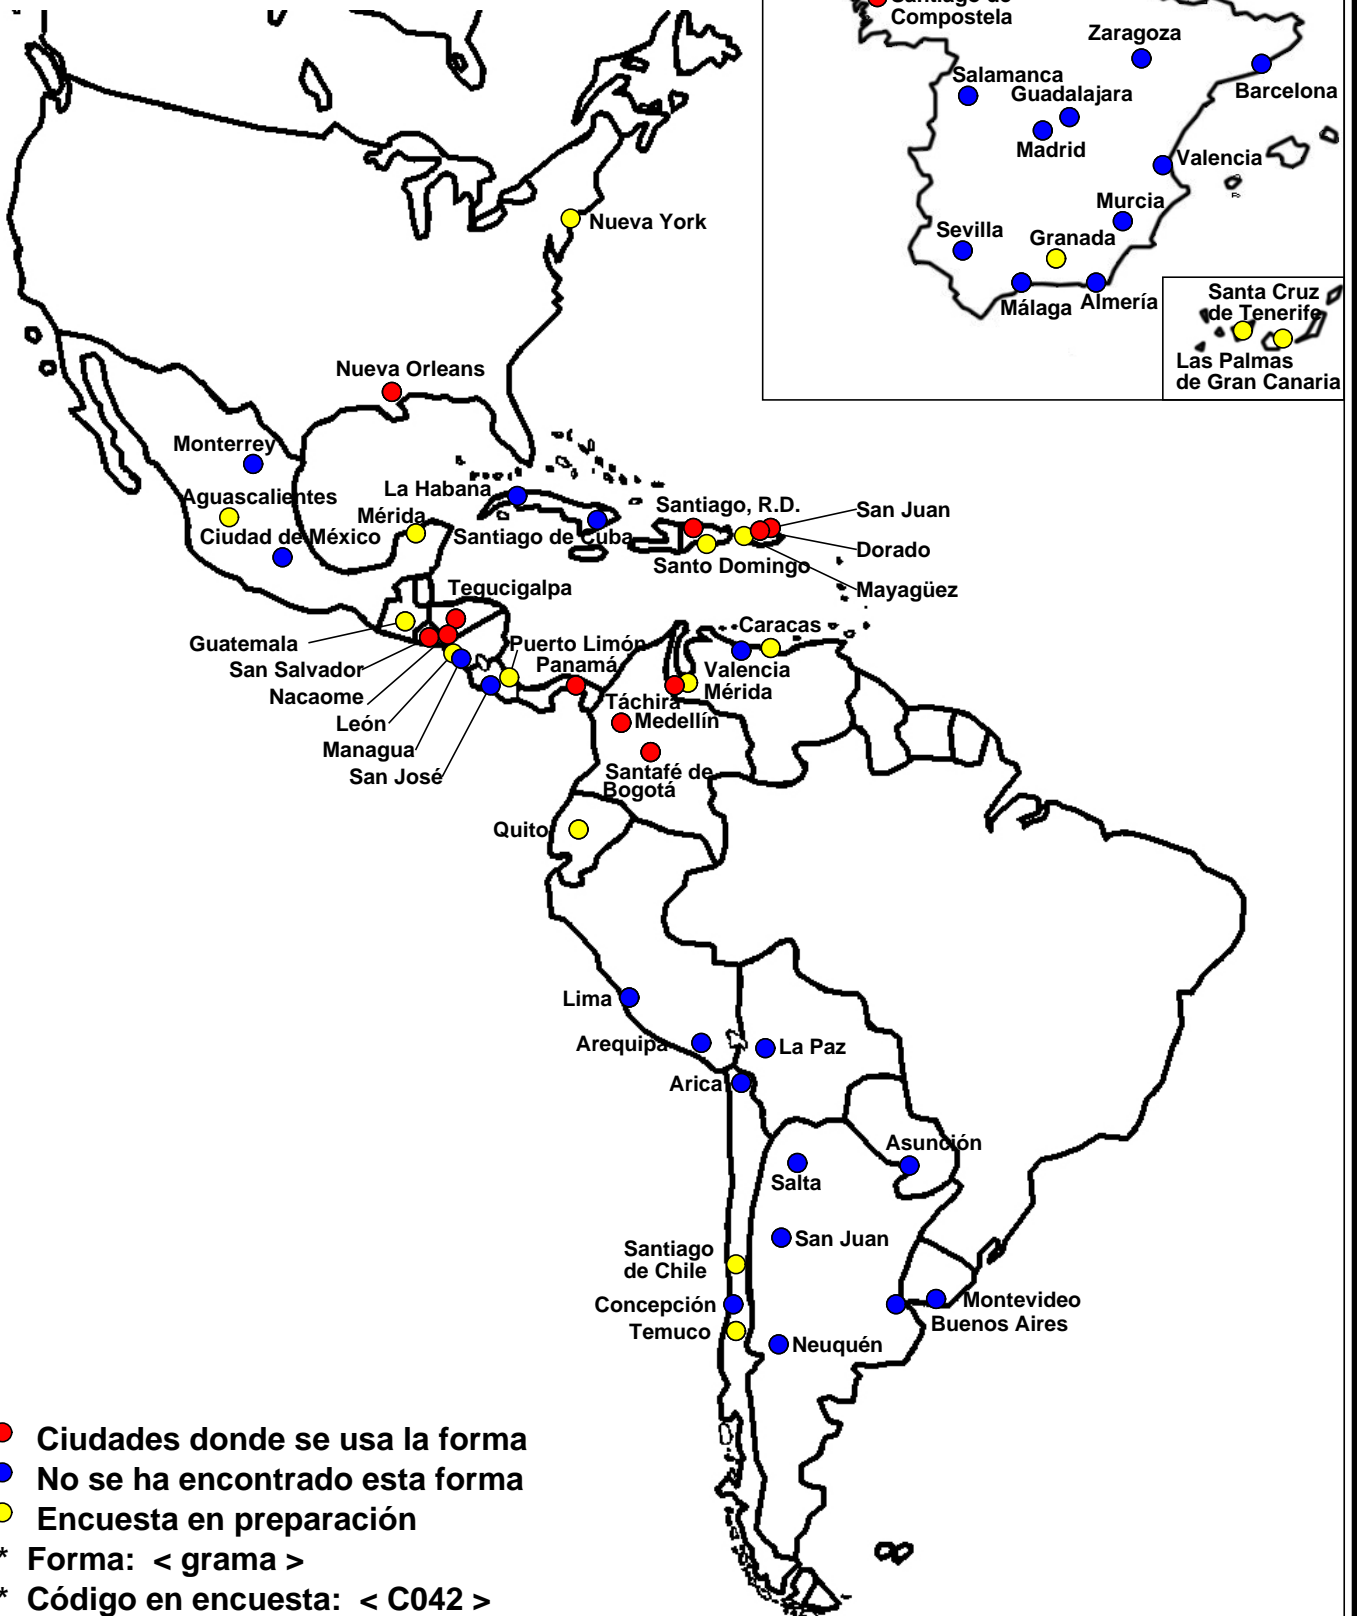 Santiago de
Compostela
Zaragoza
Barcelona
Salamanca
Guadalajara
Madrid
Valencia
Murcia
Sevilla
Granada
Málaga
Almería
Santa Cruz
de Tenerife
Las Palmas
de Gran Canaria
Nueva York
Nueva Orleans
Monterrey
Aguascalientes
Ciudad de México
Mérida
La Habana
Santiago de Cuba
Santiago, R.D.
Santo Domingo
San Juan
Dorado
Mayagüez
Tegucigalpa
Guatemala
San Salvador
Nacaome
León
Managua
San José
Puerto Limón
Panamá
Caracas
Valencia
Mérida
Táchira
Medellín
Santafé de
Bogotá
Quito
Lima
Arequipa
La Paz
Arica
Asunción
Salta
San Juan
Santiago
de Chile
Concepción
Temuco
Neuquén
Montevideo
Buenos Aires
Ciudades donde se usa la forma
No se ha encontrado esta forma
Encuesta en preparación
* Forma: < grama >
* Código en encuesta: < C042 >